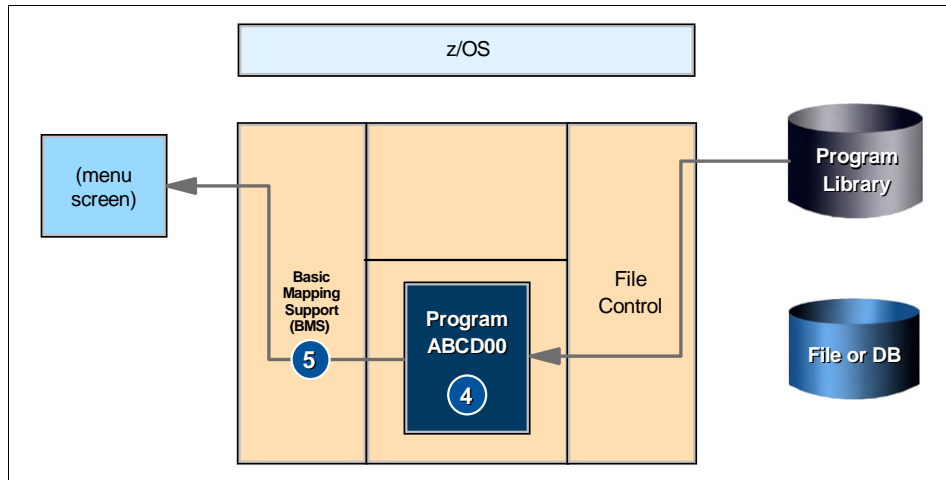 z/OS
(menu
screen)
Program
Library
Basic
Mapping
Support
(BMS)
5
Program
ABCD00
4
File
Control
File or DB